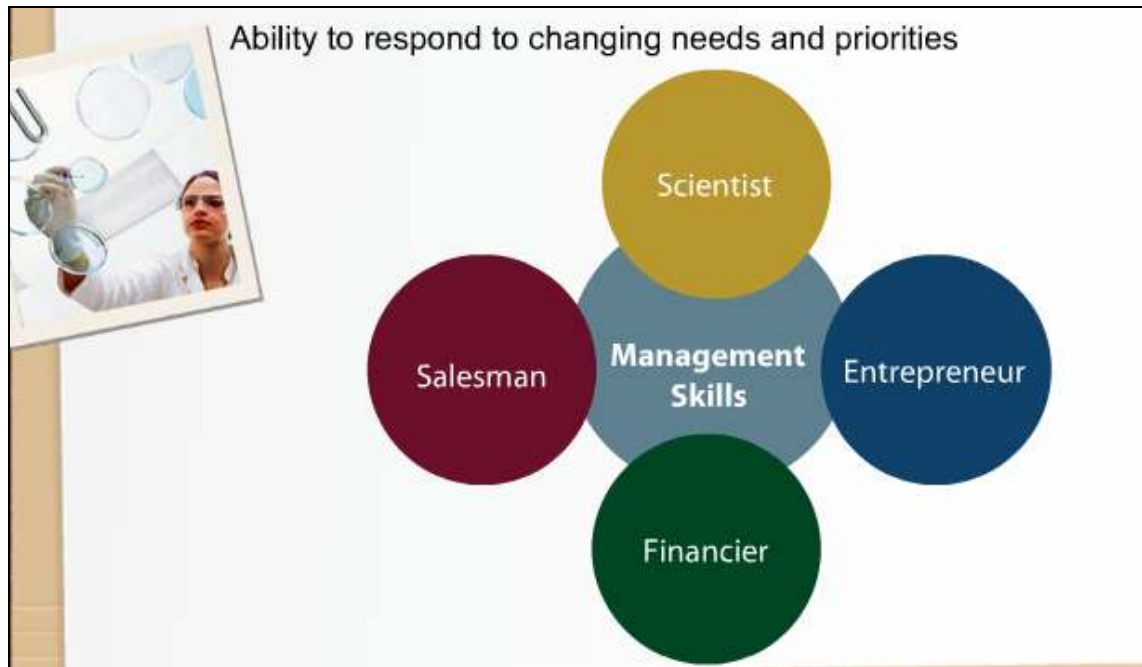 Ability to respond to changing needs and priorities
Scientist
Salesman
Management
Skills
Entrepreneur
Financier